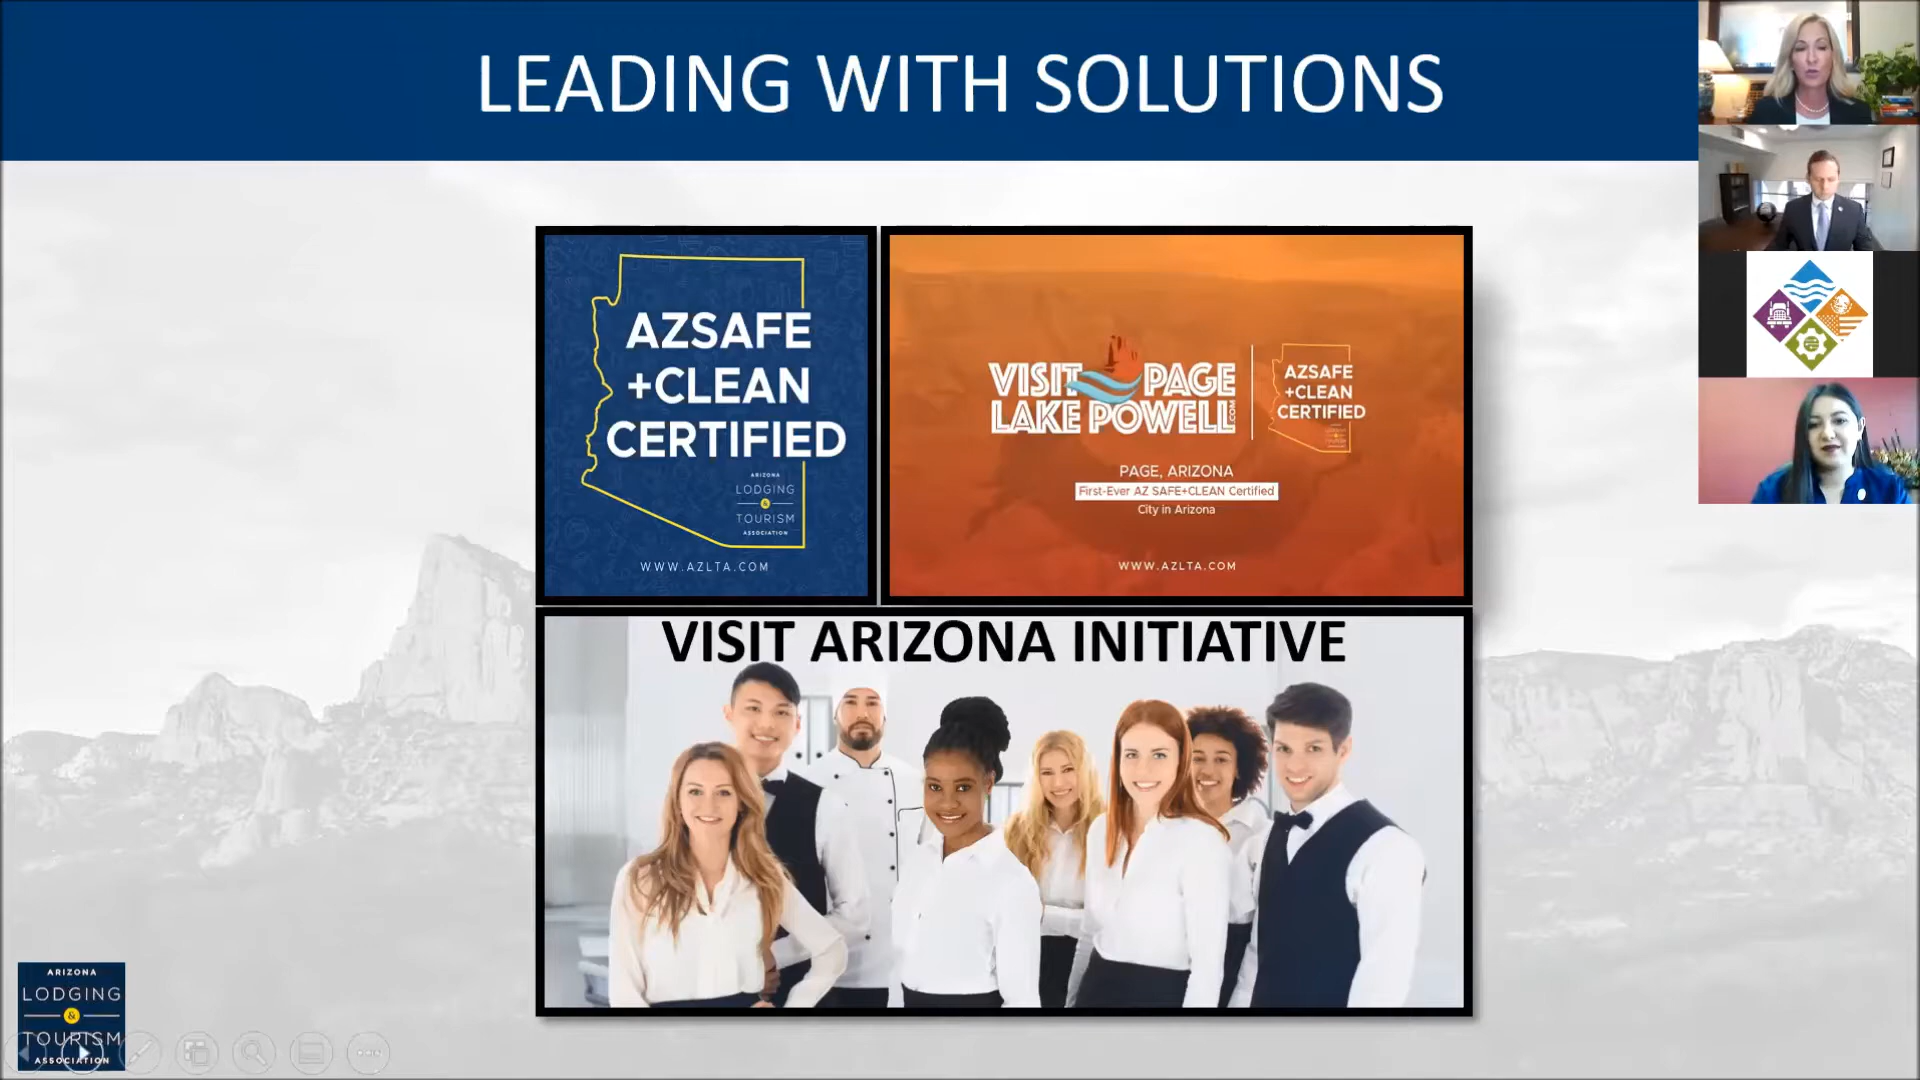 LEADING WITH SOLUTIONS
AZSAFE
+CLEAN
CERTIFIED
ARIZONA
LODGING
&
TOURISM
ASSOCIATION
WWW.AZLTA.COM
VISIT PAGE
LAKE POWELL.COM
AZSAFE
+CLEAN
CERTIFIED
PAGE, ARIZONA
First-Ever AZ SAFE+CLEAN Certified
City in Arizona
WWW.AZLTA.COM
VISIT ARIZONA INITIATIVE
ARIZONA
LODGING
&
TOURISM
ASSOCIATION